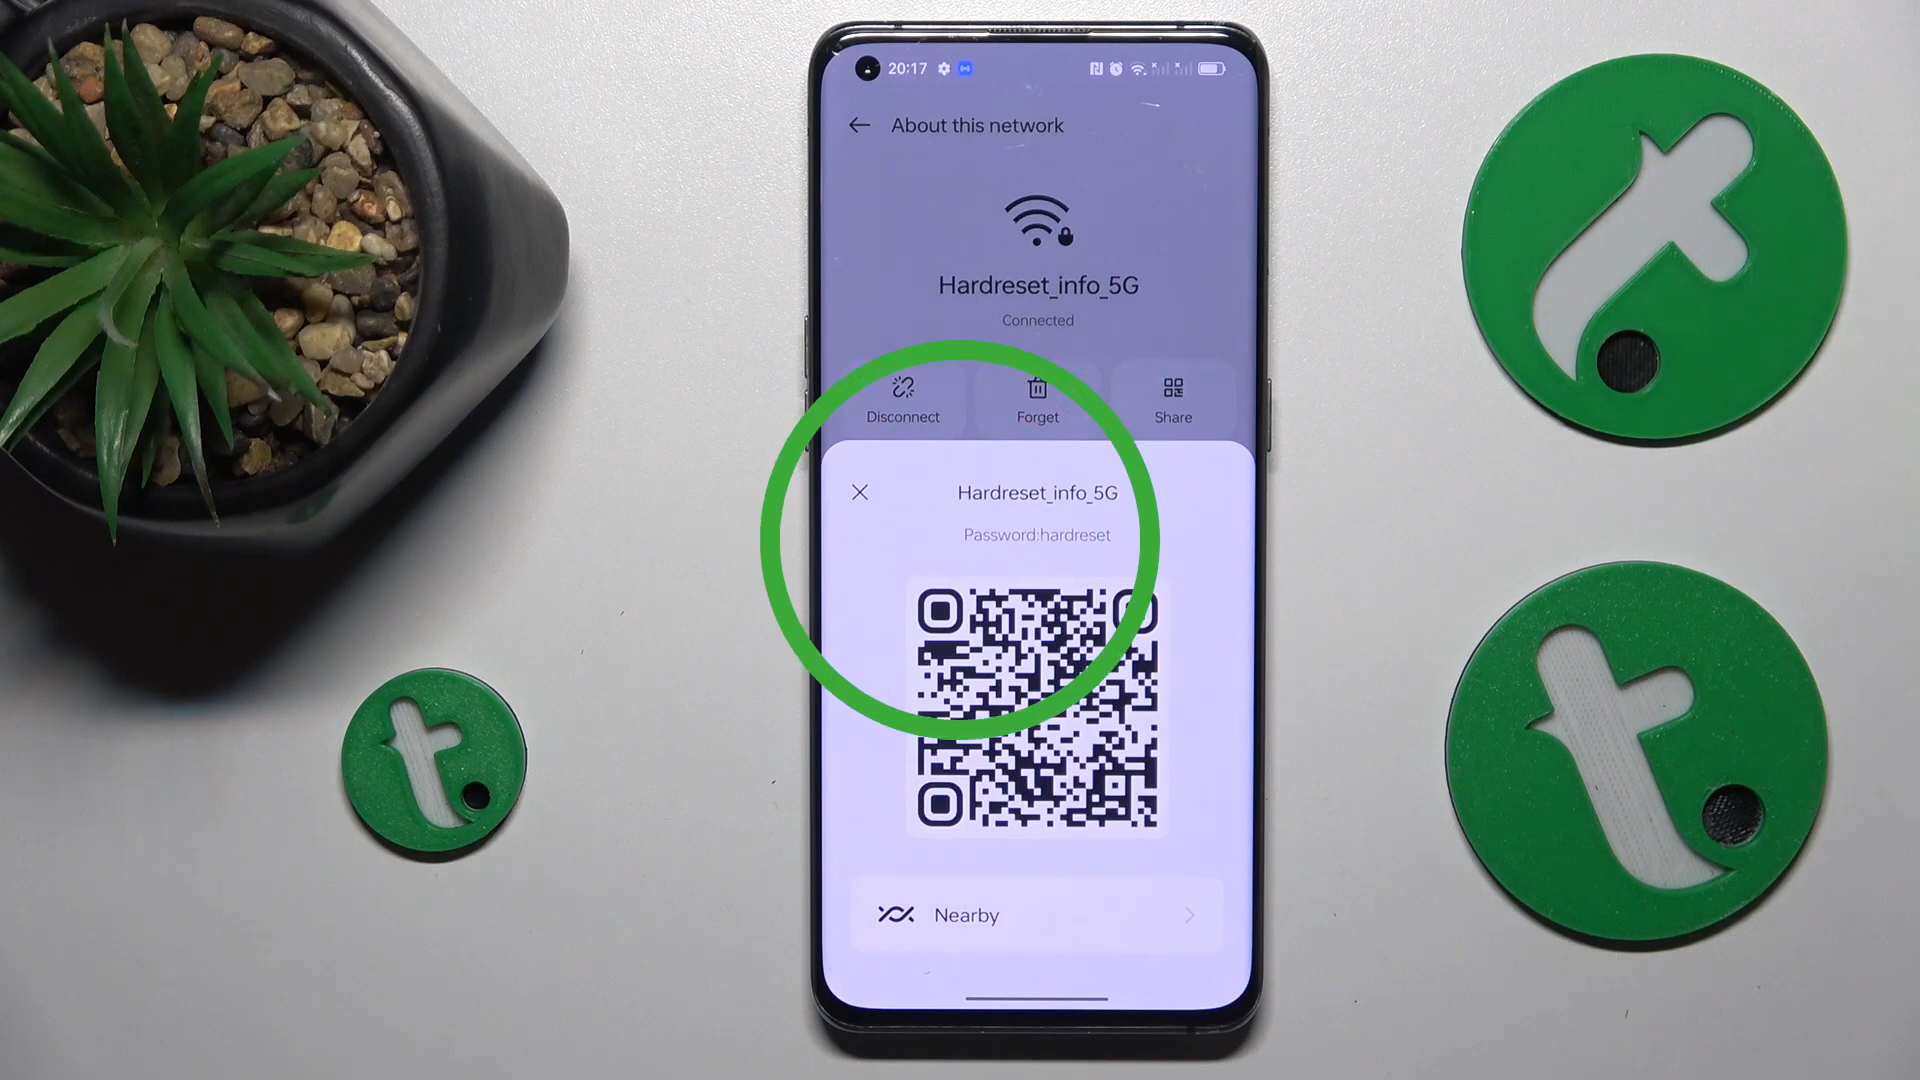 20:17
About this network
Hardreset_info_5G
Connected
Disconnect Forget Share
Hardreset_info_5G
Password:hardreset
Nearby